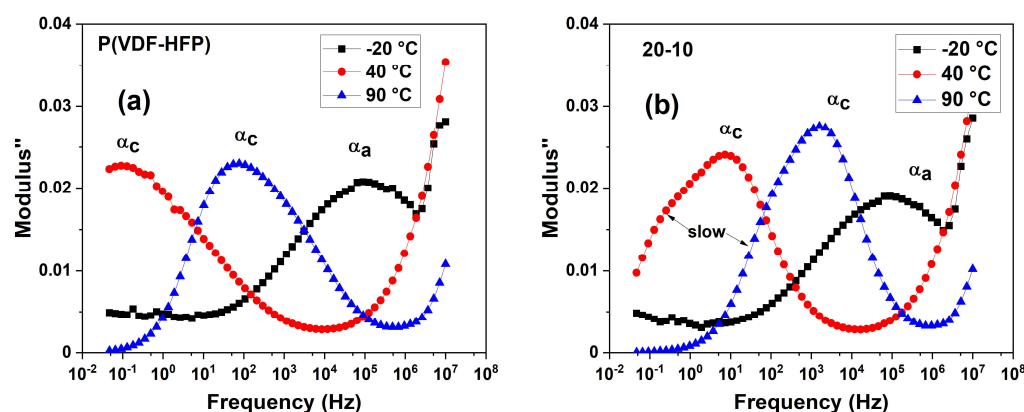 P(VDF-HFP)
-20 °C
40 °C
90 °C
(a)
αc
αc
αa
Modulus"
0.04
0.03
0.02
0.01
0
10-2 10-1 100 101 102 103 104 105 106 107 108
Frequency (Hz)
20-10
-20 °C
40 °C
90 °C
(b)
αc
αc
αa
slow
Modulus"
0.04
0.03
0.02
0.01
0
10-2 10-1 100 101 102 103 104 105 106 107 108
Frequency (Hz)